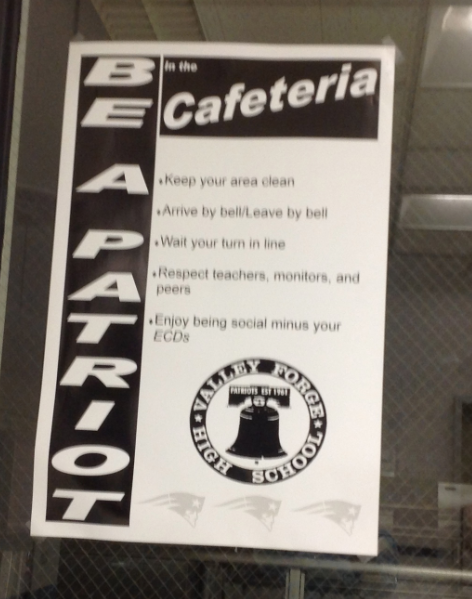 BE A PATRIOT
In the
Cafeteria
•Keep your area clean
•Arrive by bell/Leave by bell
•Wait your turn in line
•Respect teachers, monitors, and
peers
•Enjoy being social minus your
ECDs
VALLEY FORGE
PATRIOTS EST 1961
HIGH SCHOOL